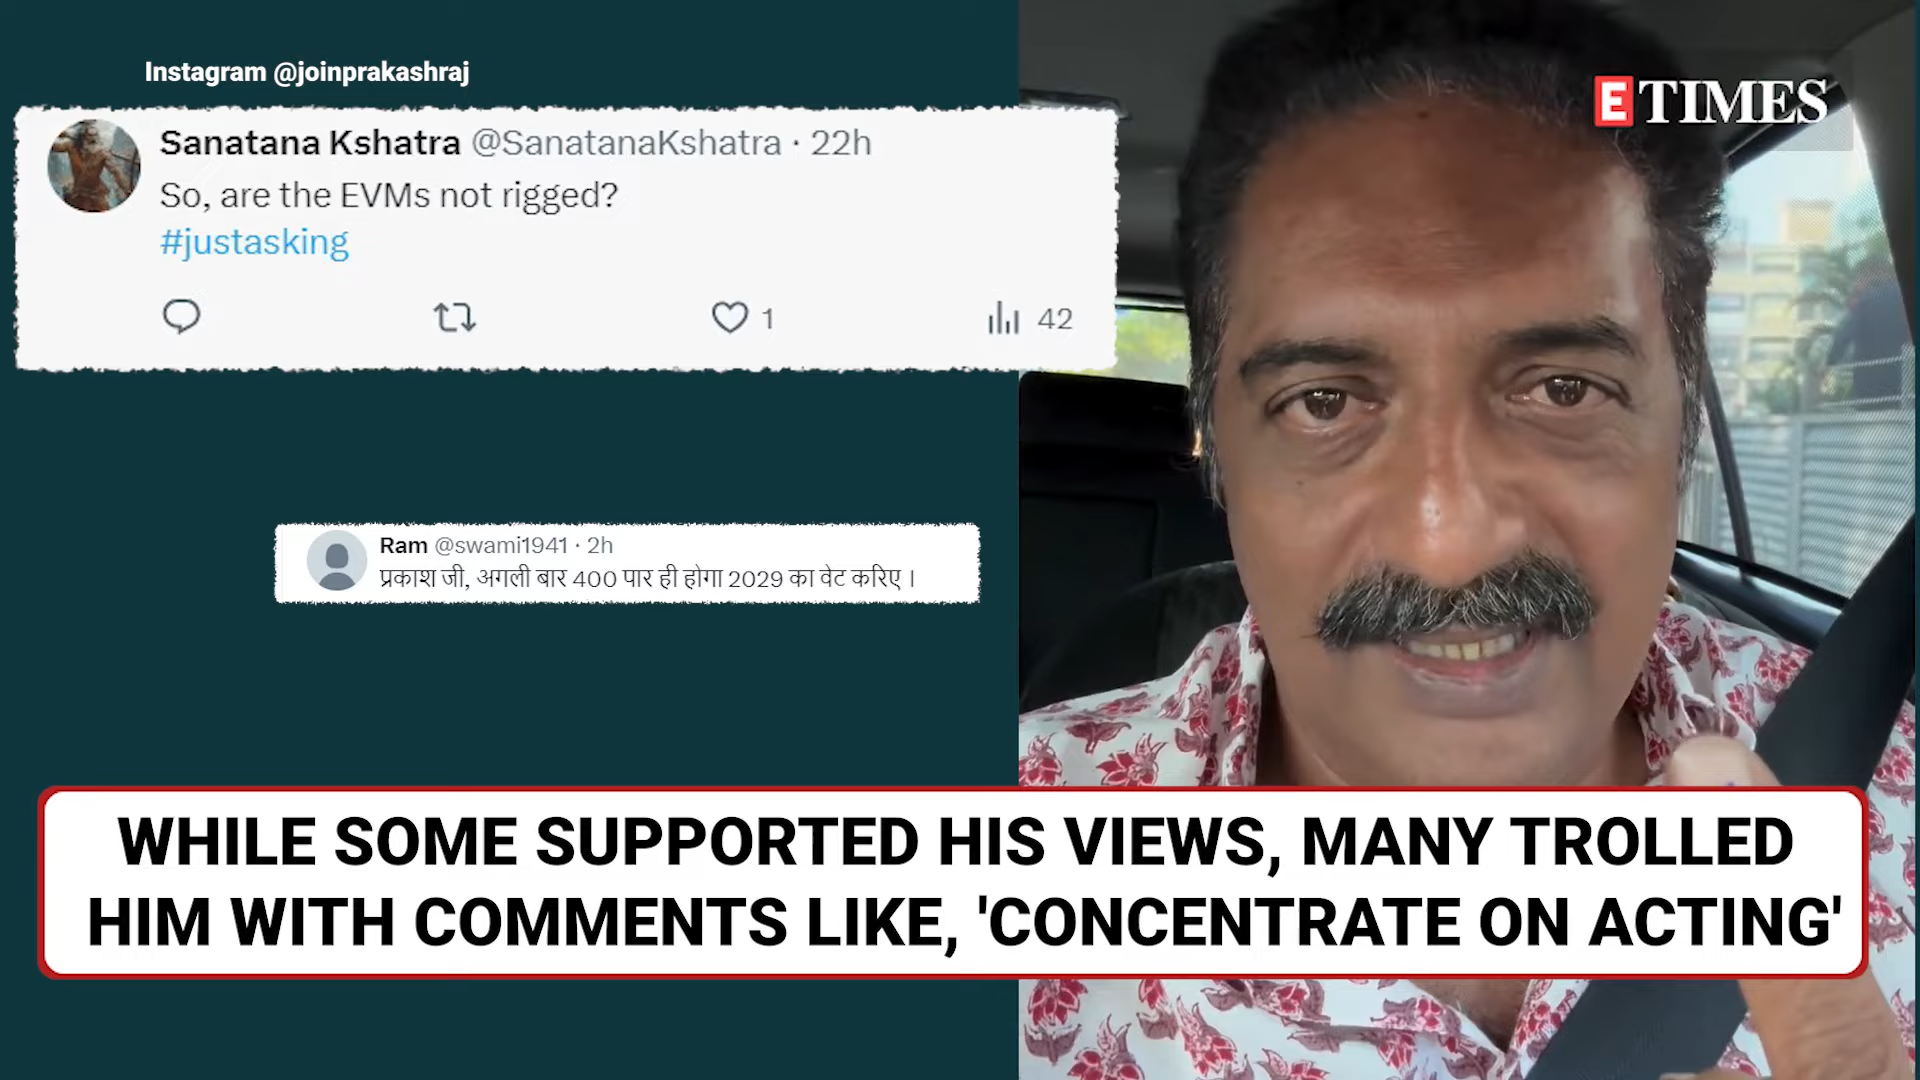 Instagram @joinprakashraj
ETIMES
Sanatana Kshatra @SanatanaKshatra · 22h
So, are the EVMs not rigged?
#justasking
1
42
Ram @swami1941 · 2h
प्रकाश जी, अगली बार 400 पार ही होगा 2029 का वेट करिए ।
WHILE SOME SUPPORTED HIS VIEWS, MANY TROLLED
HIM WITH COMMENTS LIKE, 'CONCENTRATE ON ACTING'